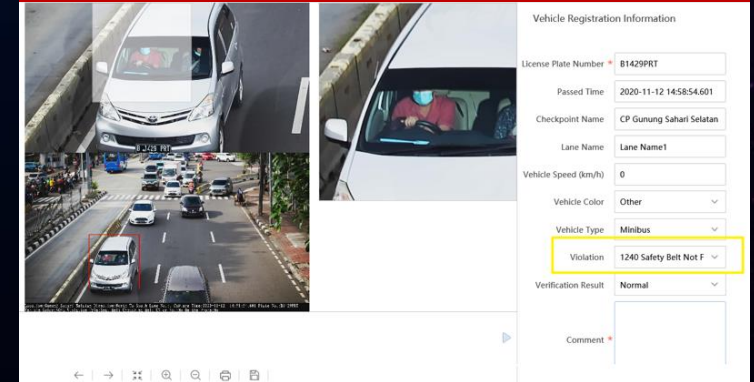 Vehicle Registration Information
License Plate Number * B1429PRT
Passed Time 2020-11-12 14:58:54.601
Checkpoint Name CP Gunung Sahari Selatan
Lane Name Lane Name1
Vehicle Speed (km/h) 0
Vehicle Color Other
Vehicle Type Minibus
Violation 1240 Safety Belt Not F
Verification Result Normal
Comment *
B 1429 PRT